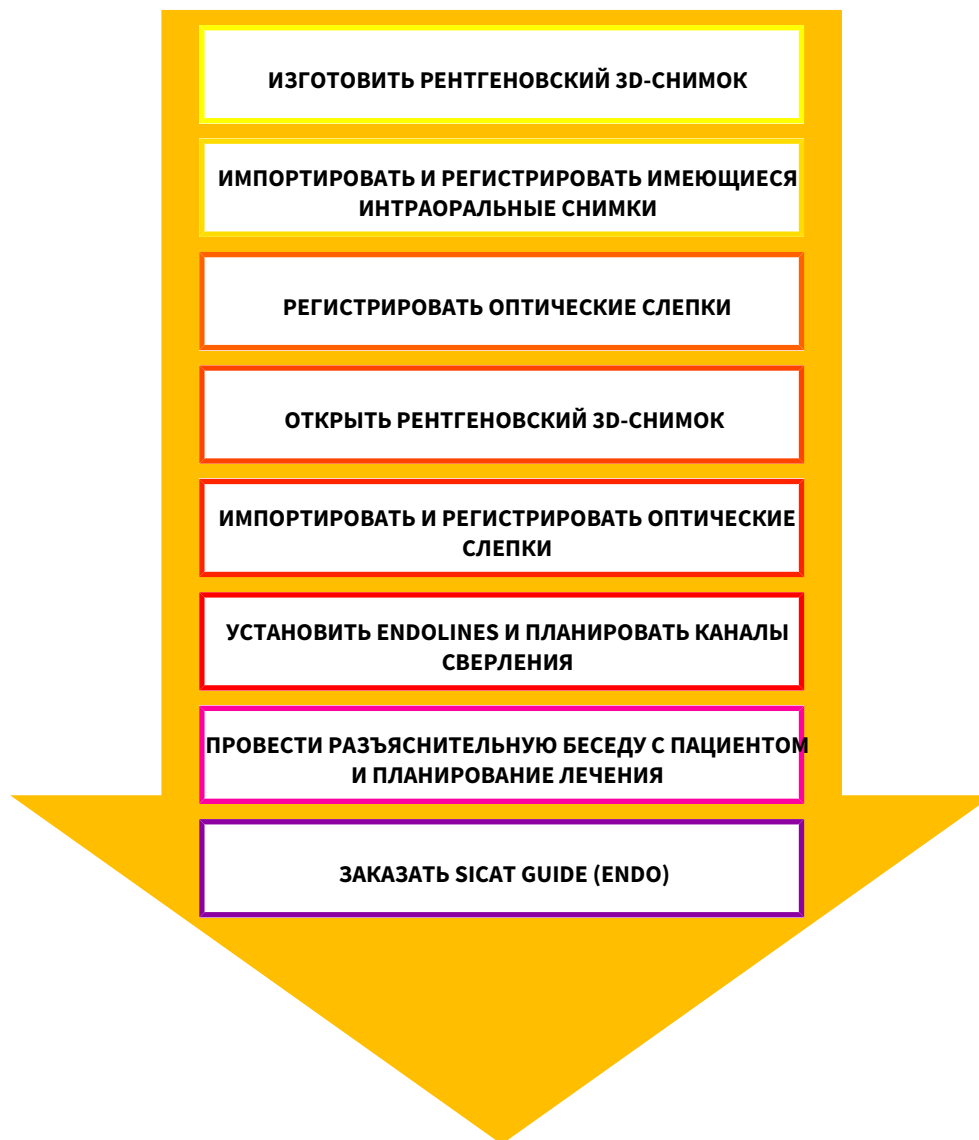 ИЗГОТОВИТЬ РЕНТГЕНОВСКИЙ 3D-СНИМОК
ИМПОРТИРОВАТЬ И РЕГИСТРИРОВАТЬ ИМЕЮЩИЕСЯ
ИНТРАОРАЛЬНЫЕ СНИМКИ
РЕГИСТРИРОВАТЬ ОПТИЧЕСКИЕ СЛЕПКИ
ОТКРЫТЬ РЕНТГЕНОВСКИЙ 3D-СНИМОК
ИМПОРТИРОВАТЬ И РЕГИСТРИРОВАТЬ ОПТИЧЕСКИЕ
СЛЕПКИ
УСТАНОВИТЬ ENDOLINES И ПЛАНИРОВАТЬ КАНАЛЫ
СВЕРЛЕНИЯ
ПРОВЕСТИ РАЗЪЯСНИТЕЛЬНУЮ БЕСЕДУ С ПАЦИЕНТОМ
И ПЛАНИРОВАНИЕ ЛЕЧЕНИЯ
ЗАКАЗАТЬ SICAT GUIDE (ENDO)